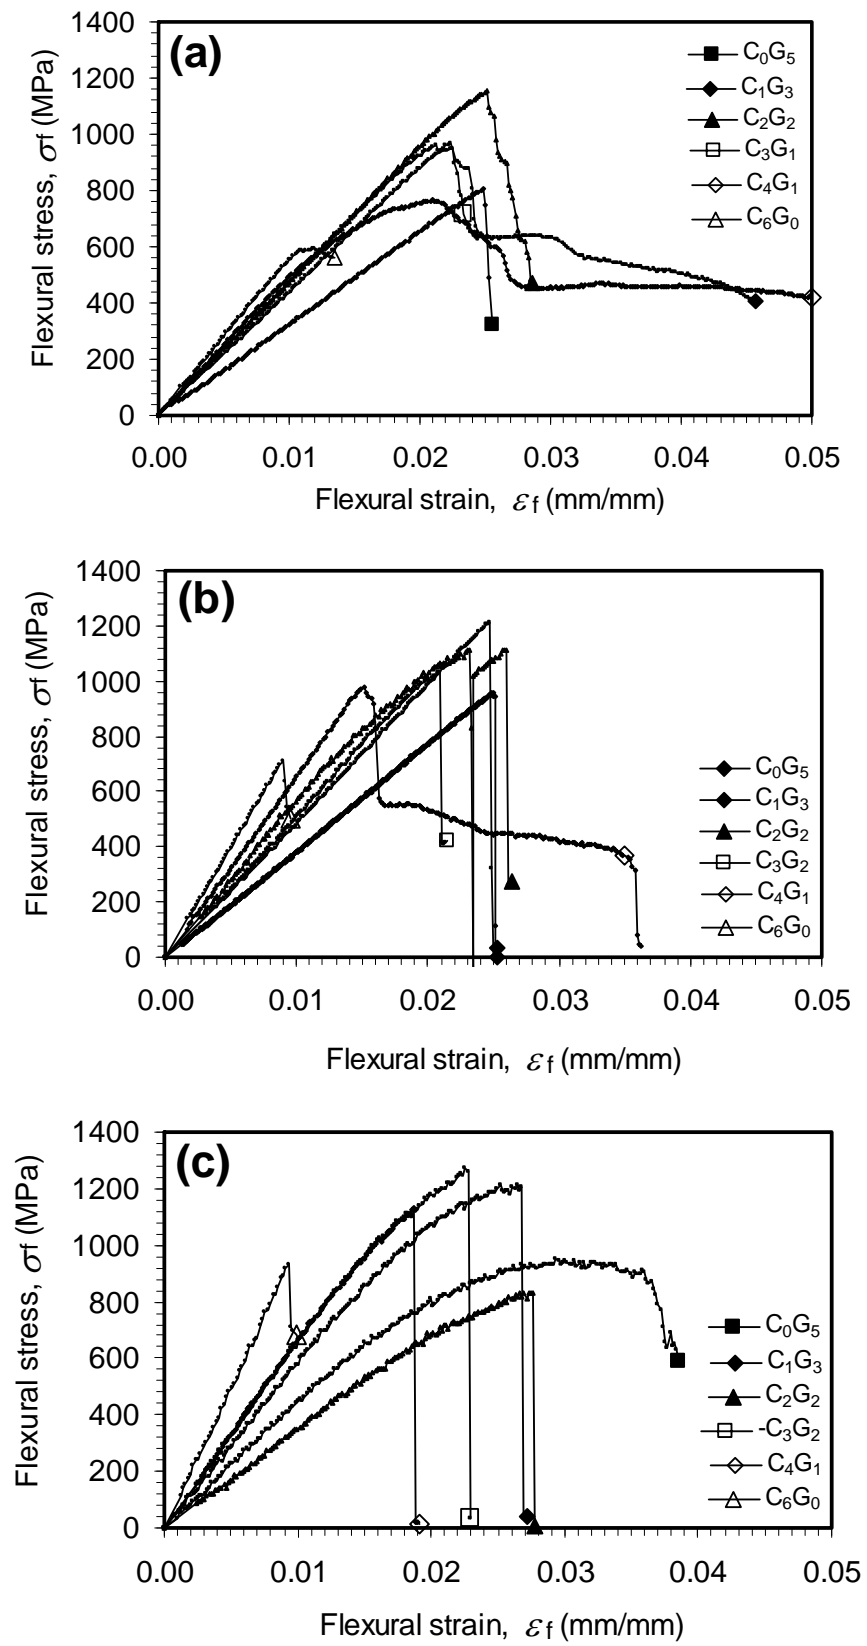 (a)
Flexural stress, σf (MPa)
1400
1200
1000
800
600
400
200
0
C₀G₅
C₁G₃
C₂G₂
C₃G₁
C₄G₁
C₆G₀
0.00 0.01 0.02 0.03 0.04 0.05
Flexural strain, εf (mm/mm)
(b)
Flexural stress, σf (MPa)
1400
1200
1000
800
600
400
200
0
C₀G₅
C₁G₃
C₂G₂
C₃G₂
C₄G₁
C₆G₀
0.00 0.01 0.02 0.03 0.04 0.05
Flexural strain, εf (mm/mm)
(c)
Flexural stress, σf (MPa)
1400
1200
1000
800
600
400
200
0
C₀G₅
C₁G₃
C₂G₂
-C₃G₂
C₄G₁
C₆G₀
0.00 0.01 0.02 0.03 0.04 0.05
Flexural strain, εf (mm/mm)